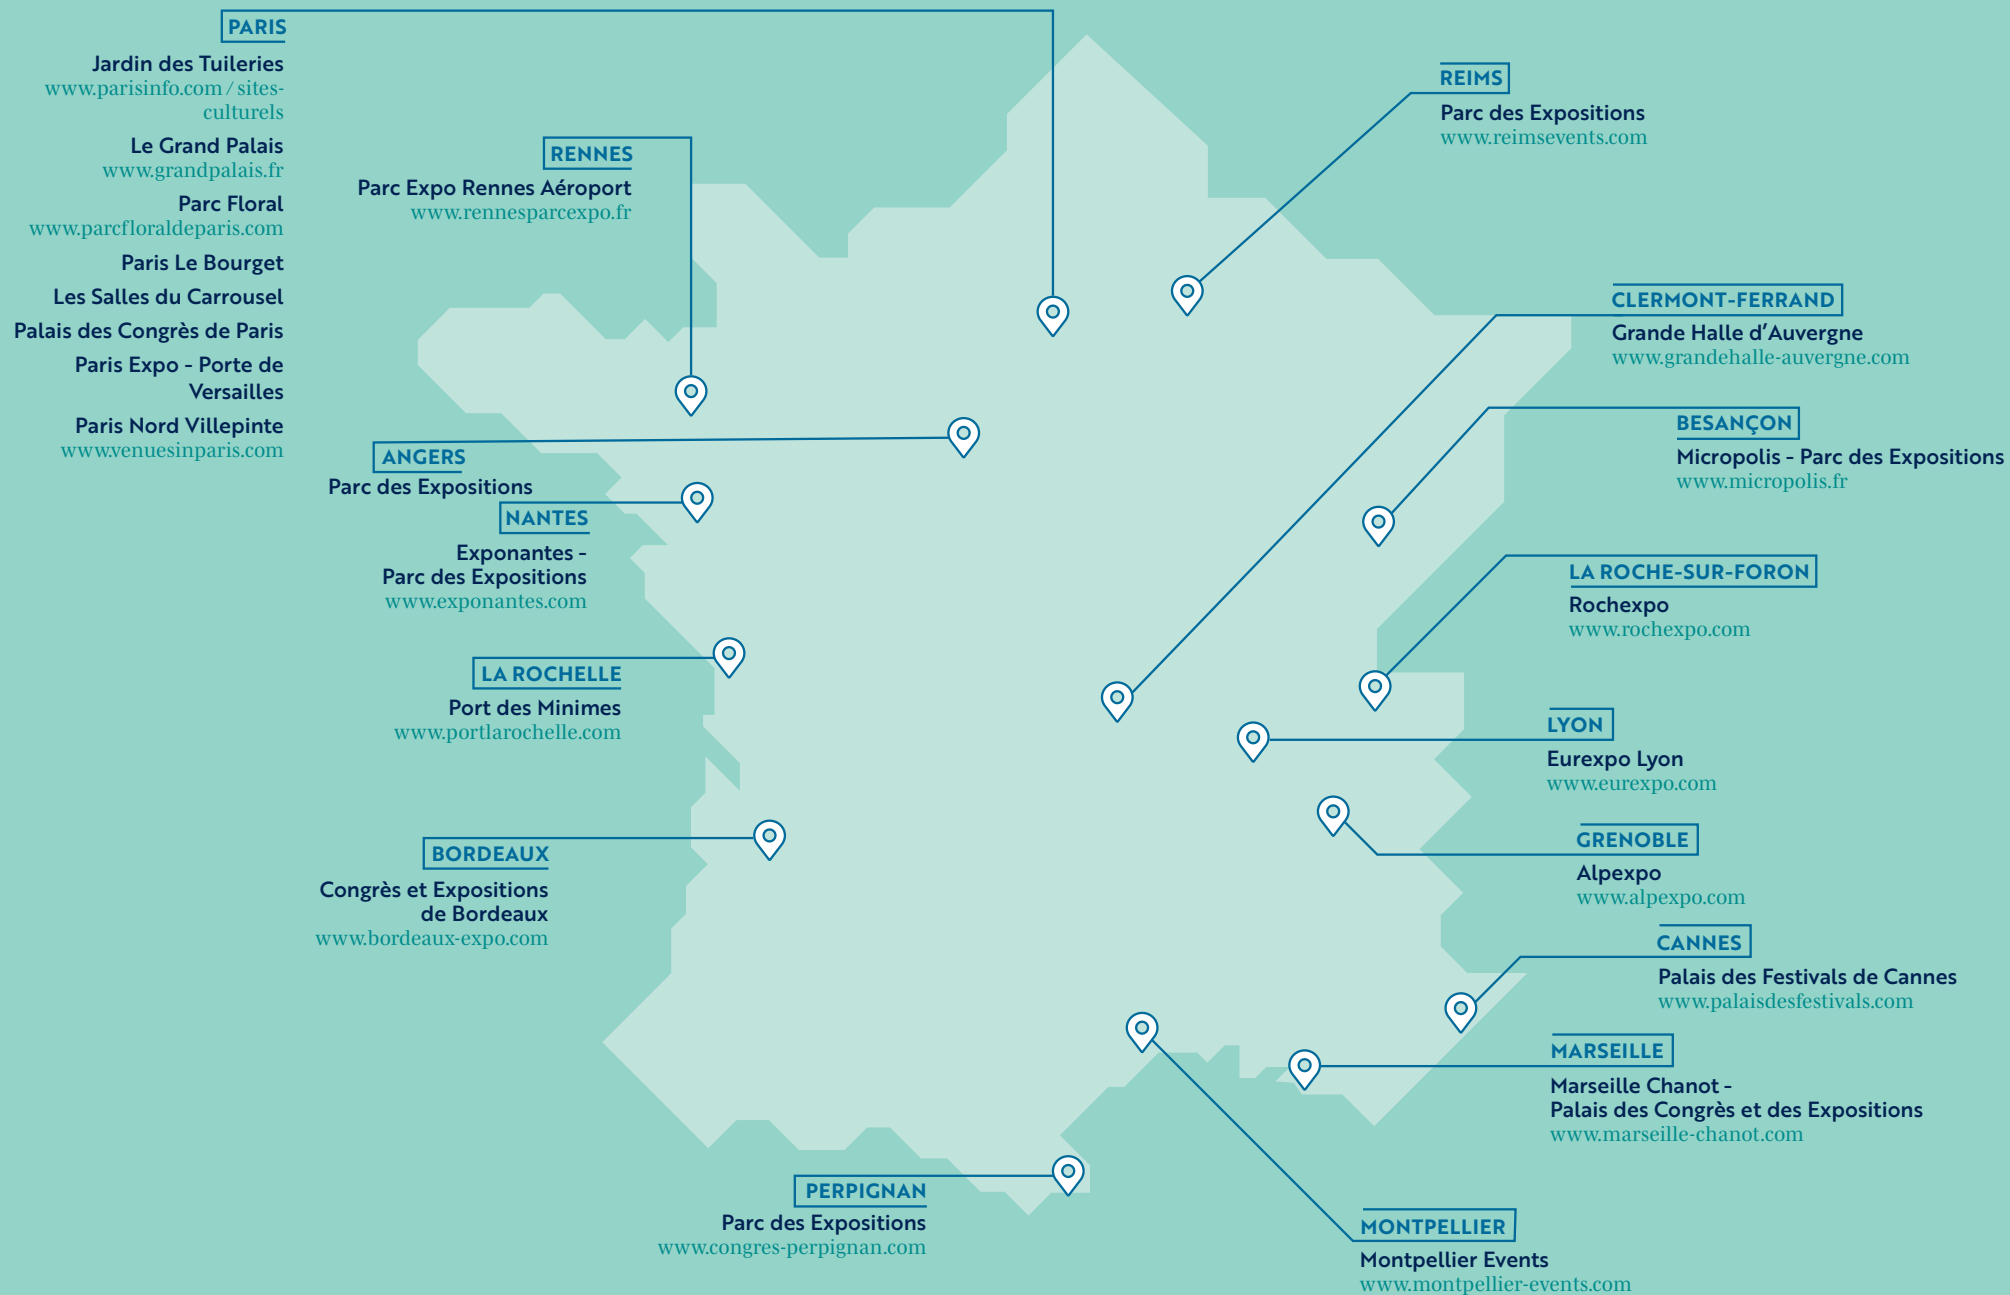 PARIS
Jardin des Tuileries
www.parisinfo.com / sites-
culturels
Le Grand Palais
www.grandpalais.fr
Parc Floral
www.parcfloraldeparis.com
Paris Le Bourget
Les Salles du Carrousel
Palais des Congrès de Paris
Paris Expo - Porte de
Versailles
Paris Nord Villepinte
www.venuesinparis.com
RENNES
Parc Expo Rennes Aéroport
www.rennesparcexpo.fr
ANGERS
Parc des Expositions
NANTES
Exponantes -
Parc des Expositions
www.exponantes.com
LA ROCHELLE
Port des Minimes
www.portlarochelle.com
BORDEAUX
Congrès et Expositions
de Bordeaux
www.bordeaux-expo.com
PERPIGNAN
Parc des Expositions
www.congres-perpignan.com
REIMS
Parc des Expositions
www.reimsevents.com
CLERMONT-FERRAND
Grande Halle d'Auvergne
www.grandehalle-auvergne.com
BESANÇON
Micropolis - Parc des Expositions
www.micropolis.fr
LA ROCHE-SUR-FORON
Rochexpo
www.rochexpo.com
LYON
Eurexpo Lyon
www.eurexpo.com
GRENOBLE
Alpexpo
www.alpexpo.com
CANNES
Palais des Festivals de Cannes
www.palaisdesfestivals.com
MARSEILLE
Marseille Chanot -
Palais des Congrès et des Expositions
www.marseille-chanot.com
MONTPELLIER
Montpellier Events
www.montpellier-events.com